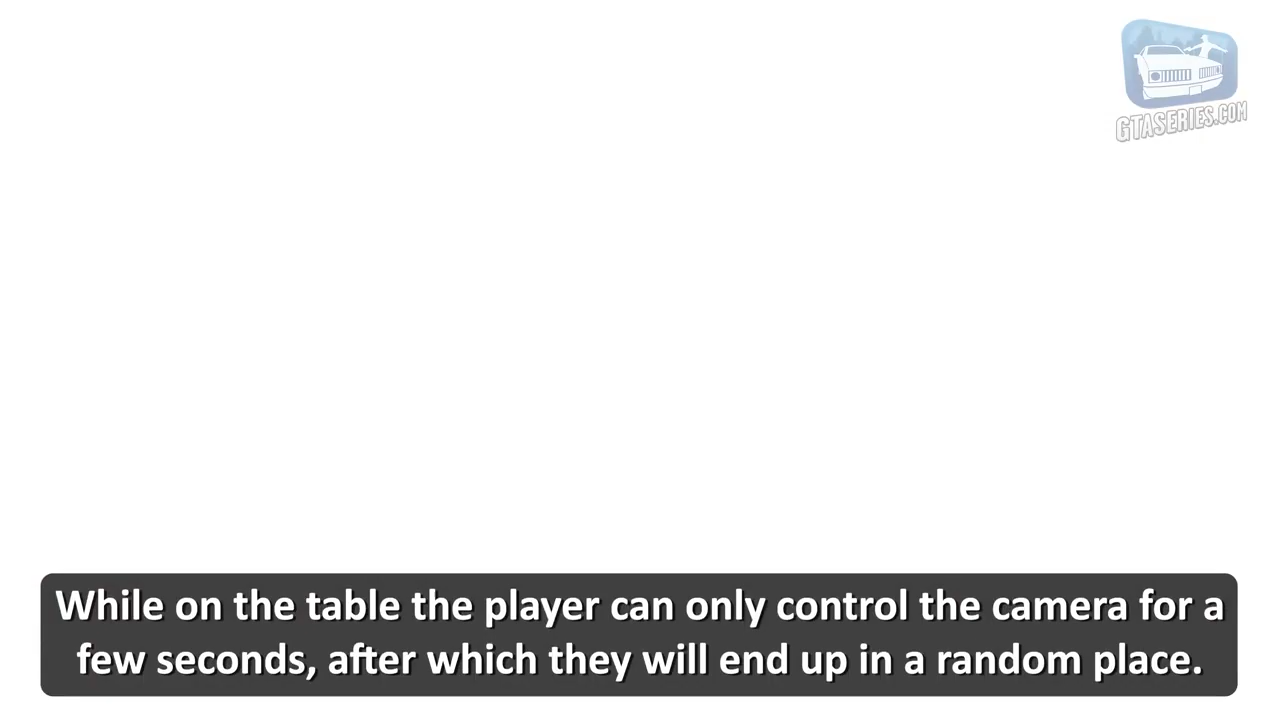 GTASERIES.COM
While on the table the player can only control the camera for a
few seconds, after which they will end up in a random place.